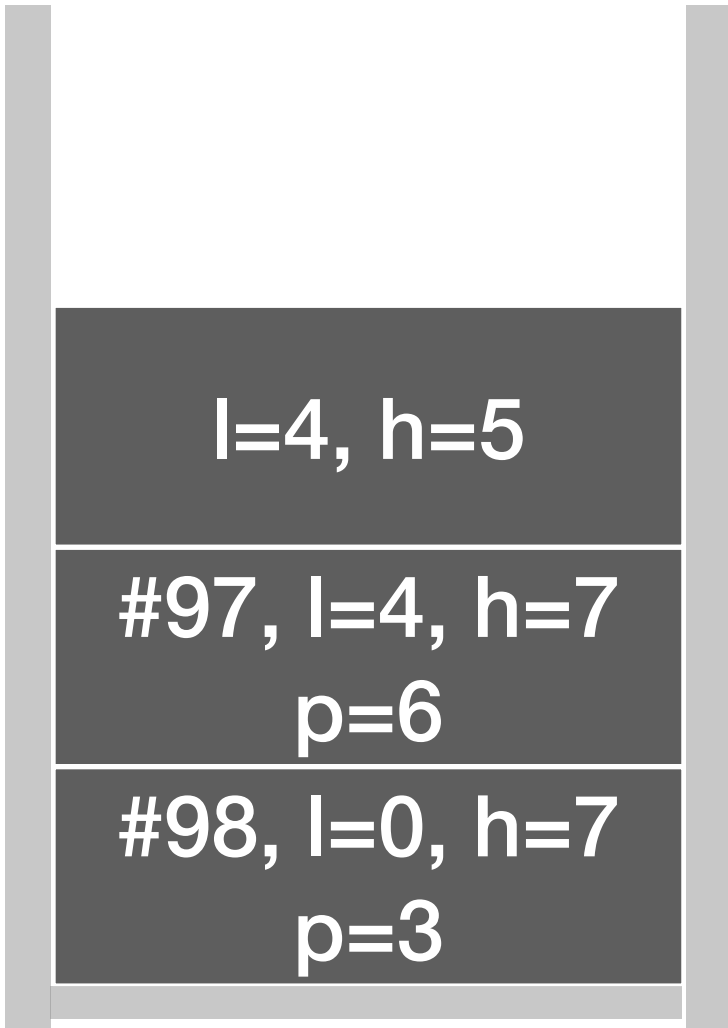 l=4, h=5
#97, l=4, h=7
p=6
#98, l=0, h=7
p=3